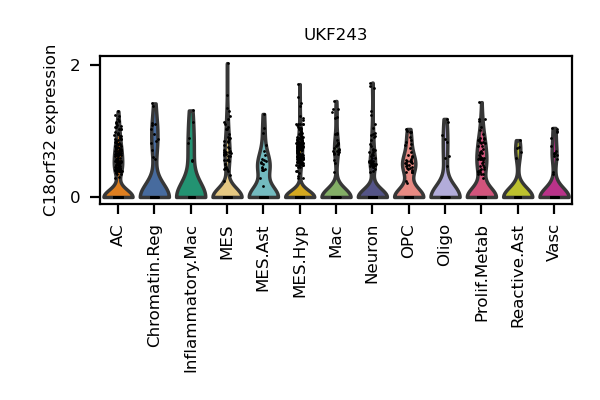 UKF243
C18orf32 expression
2
0
AC
Chromatin.Reg
Inflammatory.Mac
MES
MES.Ast
MES.Hyp
Mac
Neuron
OPC
Oligo
Prolif.Metab
Reactive.Ast
Vasc